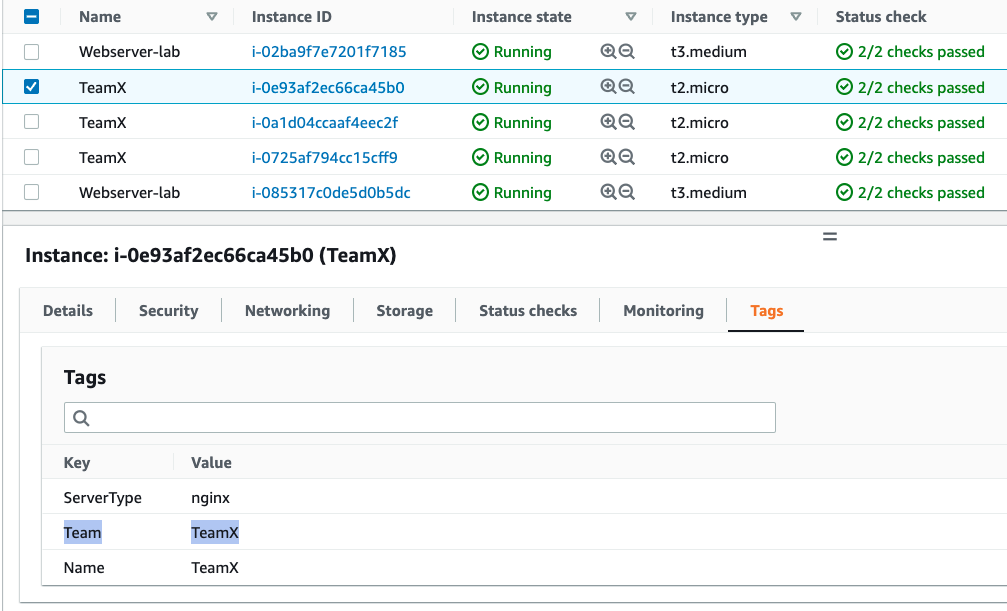 Name Instance ID Instance state Instance type Status check
Webserver-lab i-02ba9f7e7201f7185 Running t3.medium 2/2 checks passed
TeamX i-0e93af2ec66ca45b0 Running t2.micro 2/2 checks passed
TeamX i-0a1d04ccaaf4eec2f Running t2.micro 2/2 checks passed
TeamX i-0725af794cc15cff9 Running t2.micro 2/2 checks passed
Webserver-lab i-085317c0de5d0b5dc Running t3.medium 2/2 checks passed
Instance: i-0e93af2ec66ca45b0 (TeamX)
Details Security Networking Storage Status checks Monitoring Tags
Tags
Key Value
ServerType nginx
Team TeamX
Name TeamX